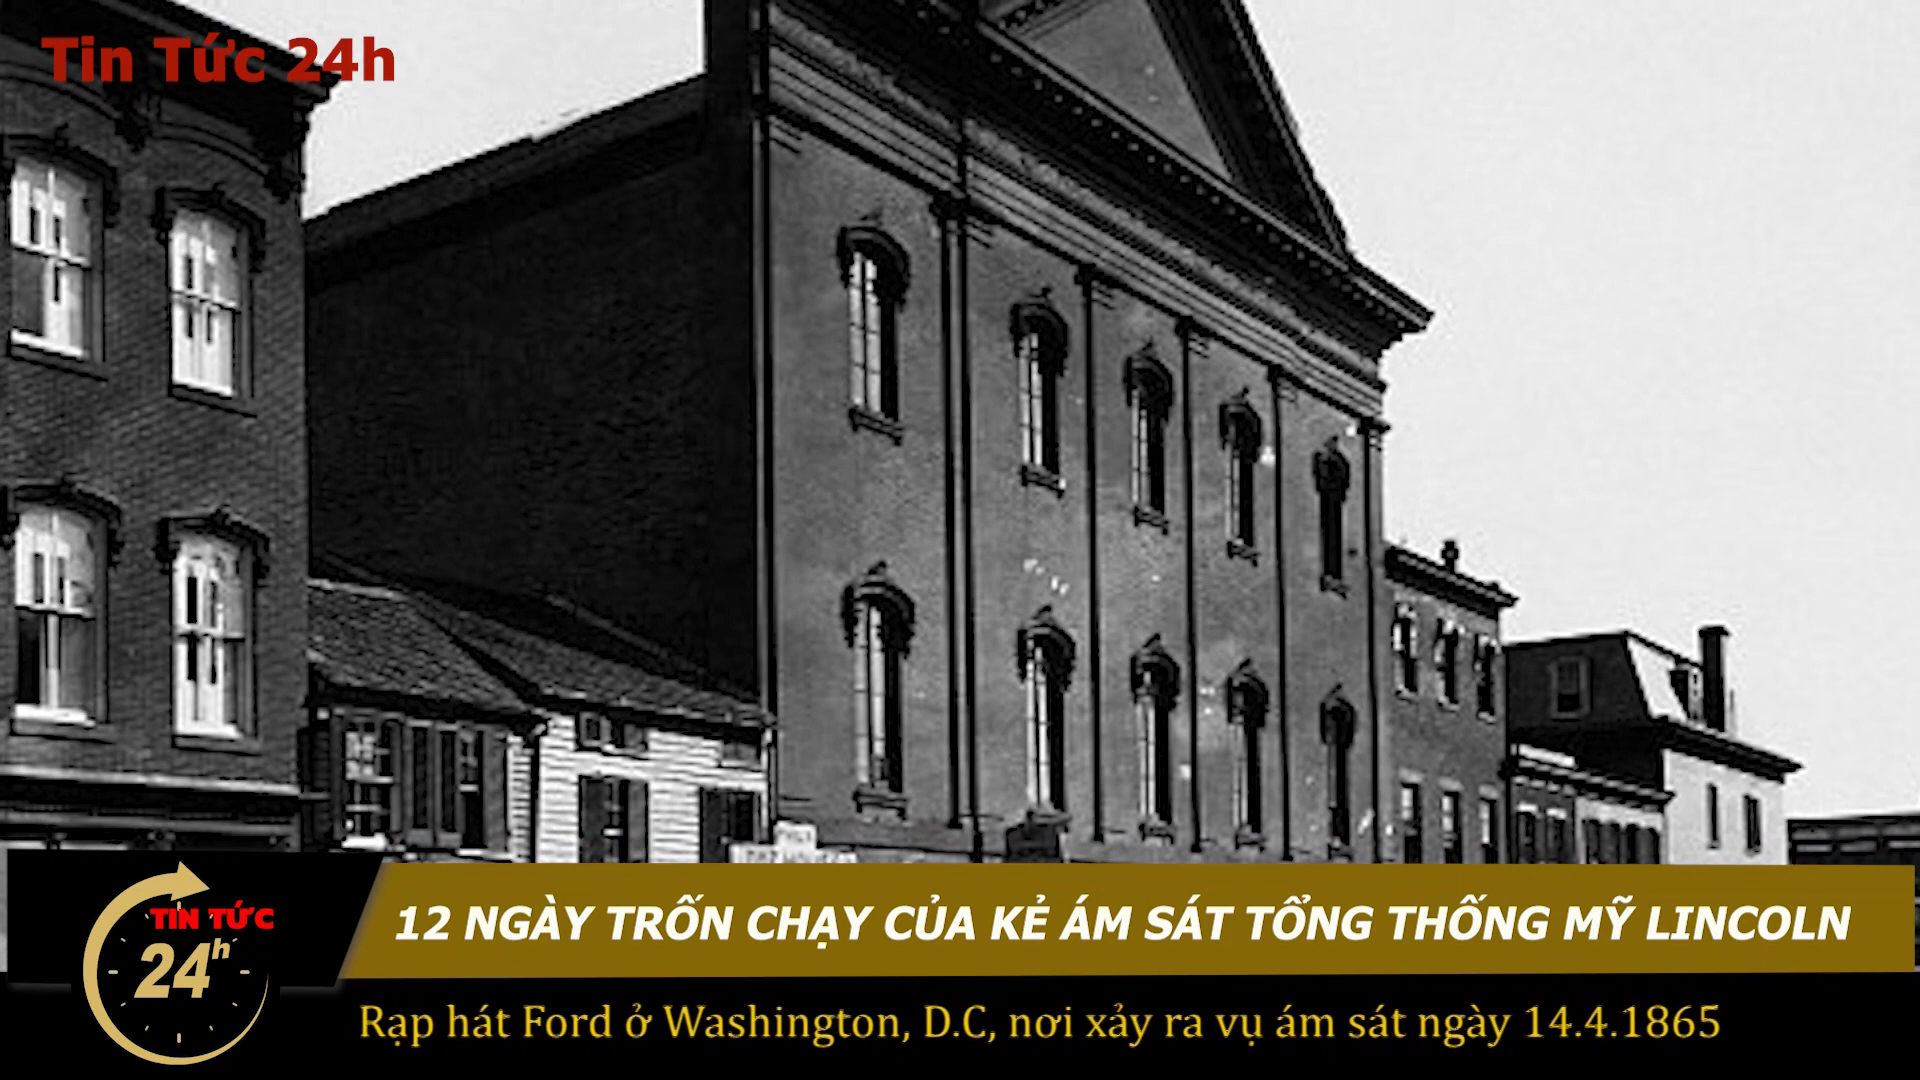 Tin Tức 24h
TIN TỨC
24h
12 NGÀY TRỐN CHẠY CỦA KẺ ÁM SÁT TỔNG THỐNG MỸ LINCOLN
Rạp hát Ford ở Washington, D.C, nơi xảy ra vụ ám sát ngày 14.4.1865